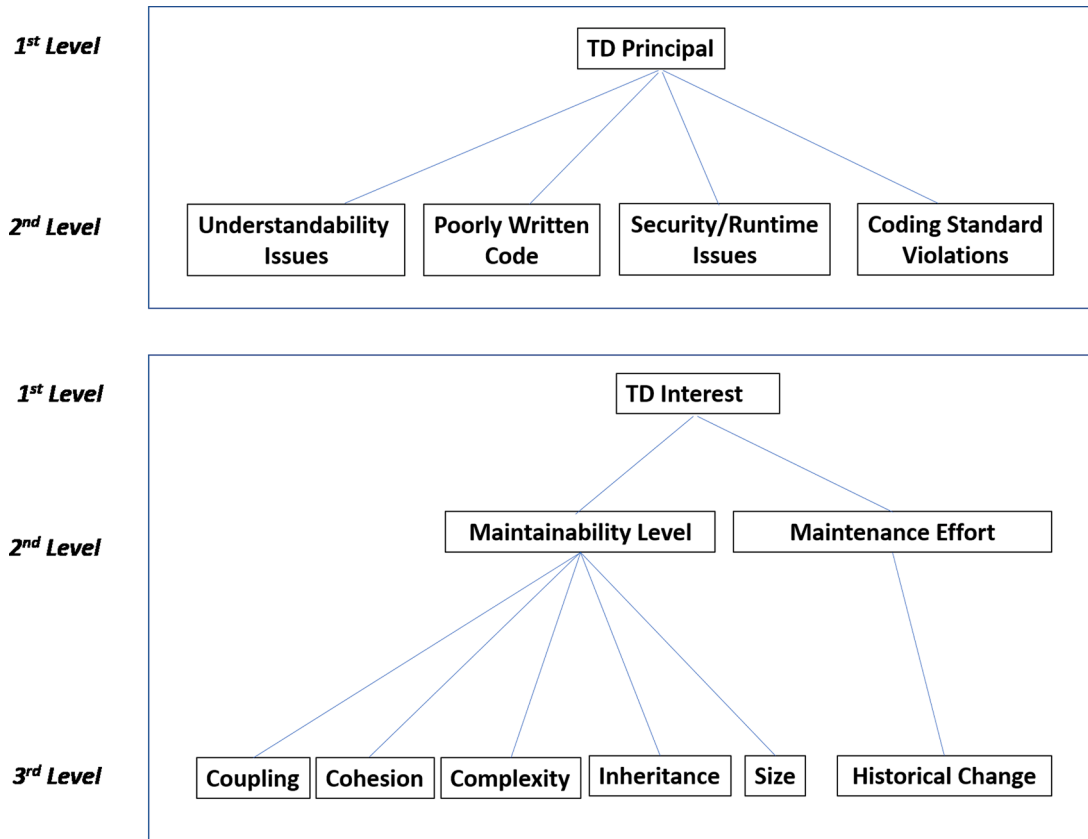 1st Level
TD Principal
2nd Level
Understandability
Issues
Poorly Written
Code
Security/Runtime
Issues
Coding Standard
Violations
1st Level
TD Interest
2nd Level
Maintainability Level
Maintenance Effort
3rd Level
Coupling
Cohesion
Complexity
Inheritance
Size
Historical Change